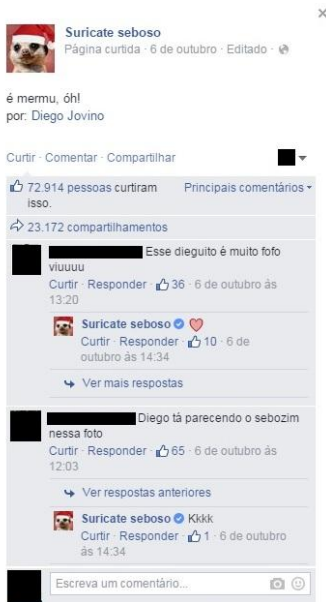 Suricate seboso
Página curtida · 6 de outubro · Editado ·
é mermu, óh!
por: Diego Jovino
Curtir · Comentar · Compartilhar
72.914 pessoas curtiram Principais comentários
isso.
23.172 compartilhamentos
Esse dieguito é muito fofo
viuuuu
Curtir · Responder · 36 · 6 de outubro às
13:20
Suricate seboso
Curtir · Responder · 10 · 6 de
outubro às 14:34
Ver mais respostas
Diego tá parecendo o sebozim
nessa foto
Curtir · Responder · 65 · 6 de outubro às
12:03
Ver respostas anteriores
Suricate seboso Kkkk
Curtir · Responder · 1 · 6 de outubro
às 14:34
Escreva um comentário...